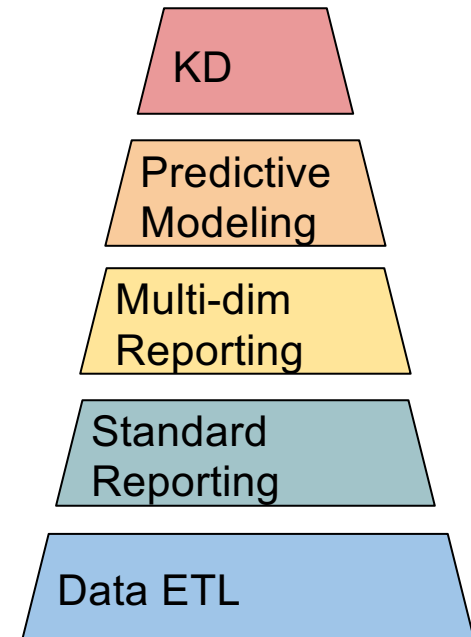 KD
Predictive
Modeling
Multi-dim
Reporting
Standard
Reporting
Data ETL